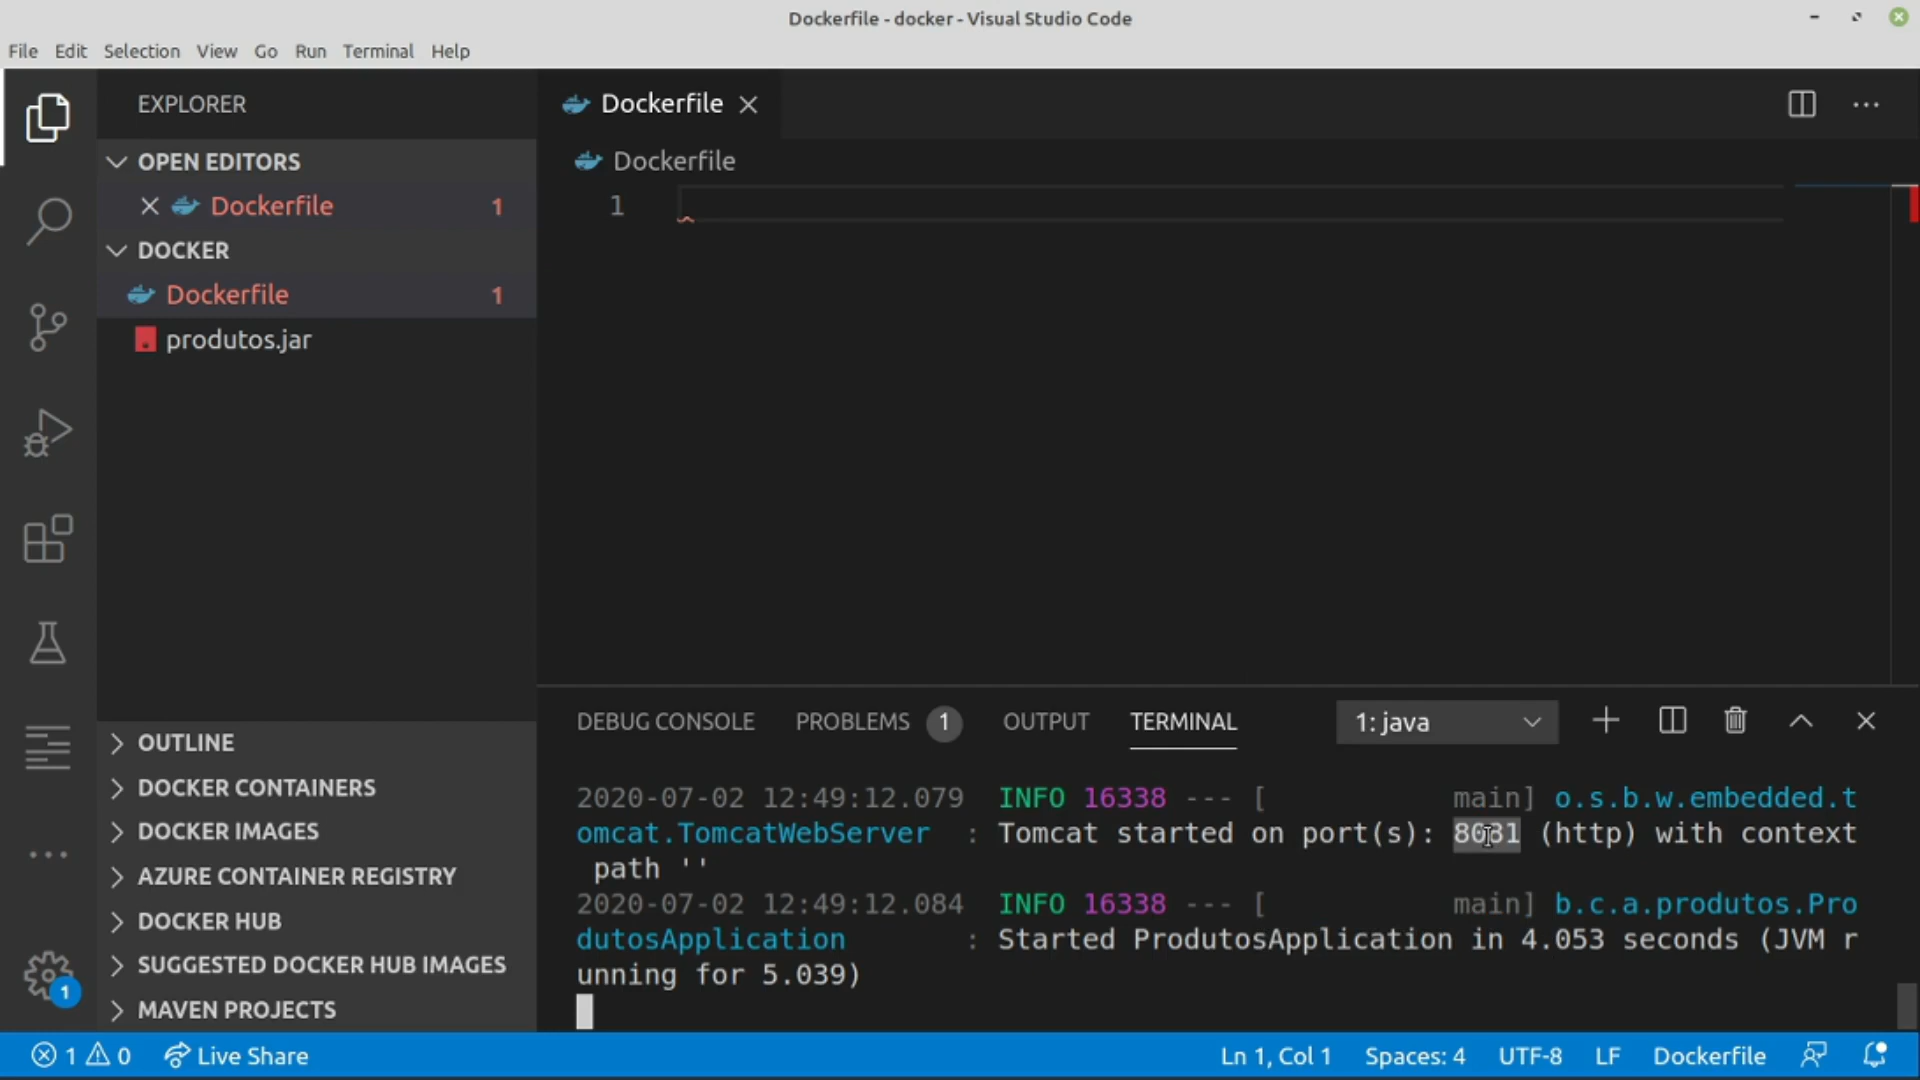 Dockerfile - docker - Visual Studio Code
File Edit Selection View Go Run Terminal Help
EXPLORER
OPEN EDITORS
Dockerfile 1
DOCKER
Dockerfile 1
produtos.jar
OUTLINE
DOCKER CONTAINERS
DOCKER IMAGES
AZURE CONTAINER REGISTRY
DOCKER HUB
SUGGESTED DOCKER HUB IMAGES
MAVEN PROJECTS
1
Dockerfile
Dockerfile
1
DEBUG CONSOLE PROBLEMS 1 OUTPUT TERMINAL 1: java
2020-07-02 12:49:12.079 INFO 16338 --- [ main] o.s.b.w.embedded.t
omcat.TomcatWebServer : Tomcat started on port(s): 8081 (http) with context
path ''
2020-07-02 12:49:12.084 INFO 16338 --- [ main] b.c.a.produtos.Pro
dutosApplication : Started ProdutosApplication in 4.053 seconds (JVM r
unning for 5.039)
1 0 Live Share Ln 1, Col 1 Spaces: 4 UTF-8 LF Dockerfile